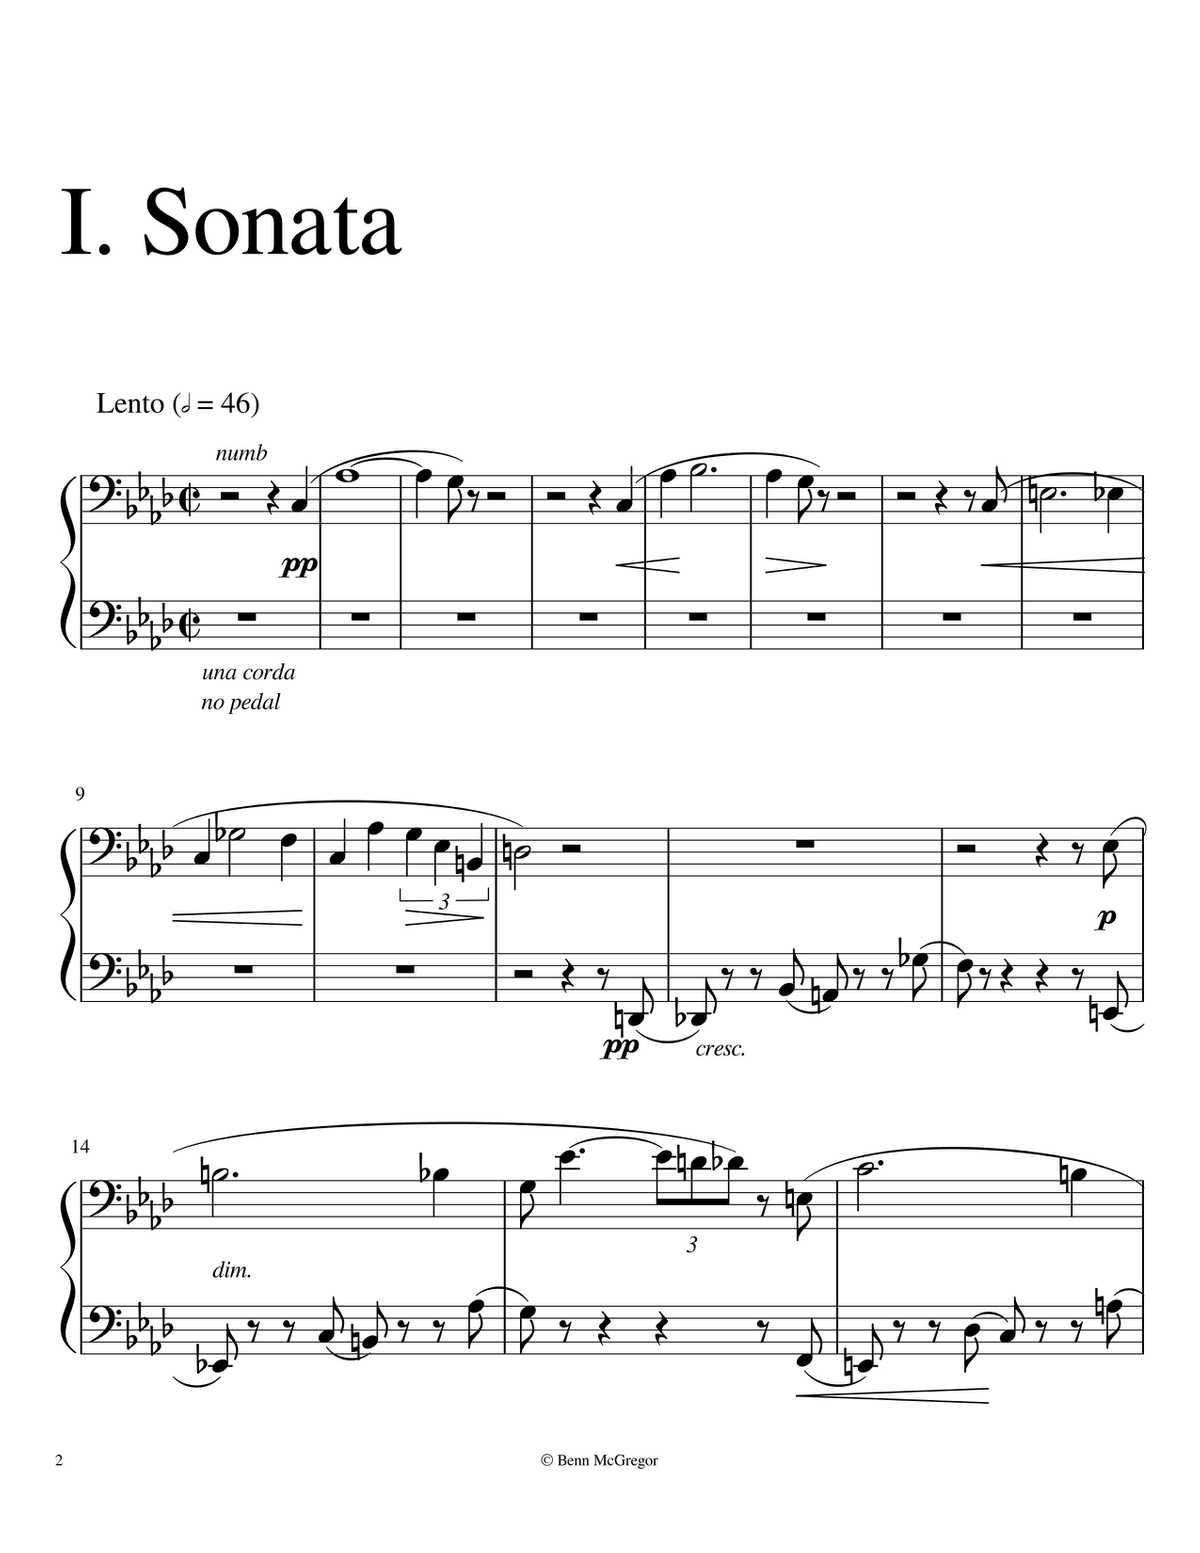 I. Sonata
Lento (𝅗𝅥 = 46)
numb
pp
una corda
no pedal
9
3
p
pp
cresc.
14
3
dim.
2
© Benn McGregor